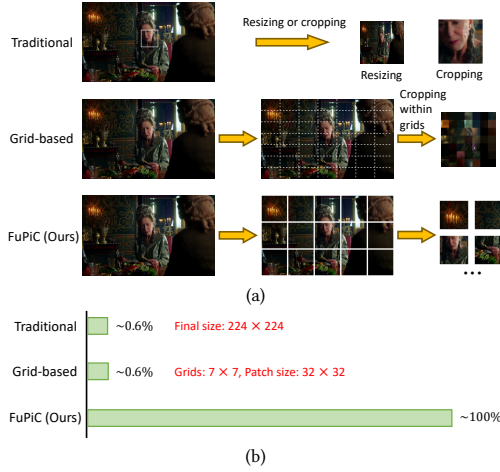 Traditional
Resizing or cropping
Resizing
Cropping
Grid-based
Cropping
within
grids
FuPiC (Ours)
...
(a)
Traditional
~0.6%
Final size: 224 × 224
Grid-based
~0.6%
Grids: 7 × 7, Patch size: 32 × 32
FuPiC (Ours)
~100%
(b)